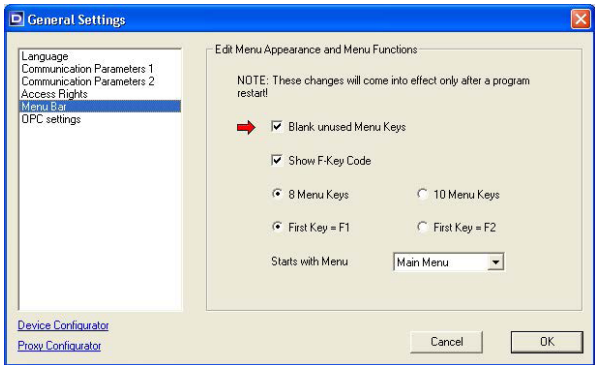 General Settings
Language
Communication Parameters 1
Communication Parameters 2
Access Rights
Menu Bar
OPC settings
Device Configurator
Proxy Configurator
Edit Menu Appearance and Menu Functions
NOTE: These changes will come into effect only after a program
restart!
Blank unused Menu Keys
Show F-Key Code
8 Menu Keys 10 Menu Keys
First Key = F1 First Key = F2
Starts with Menu Main Menu
Cancel OK